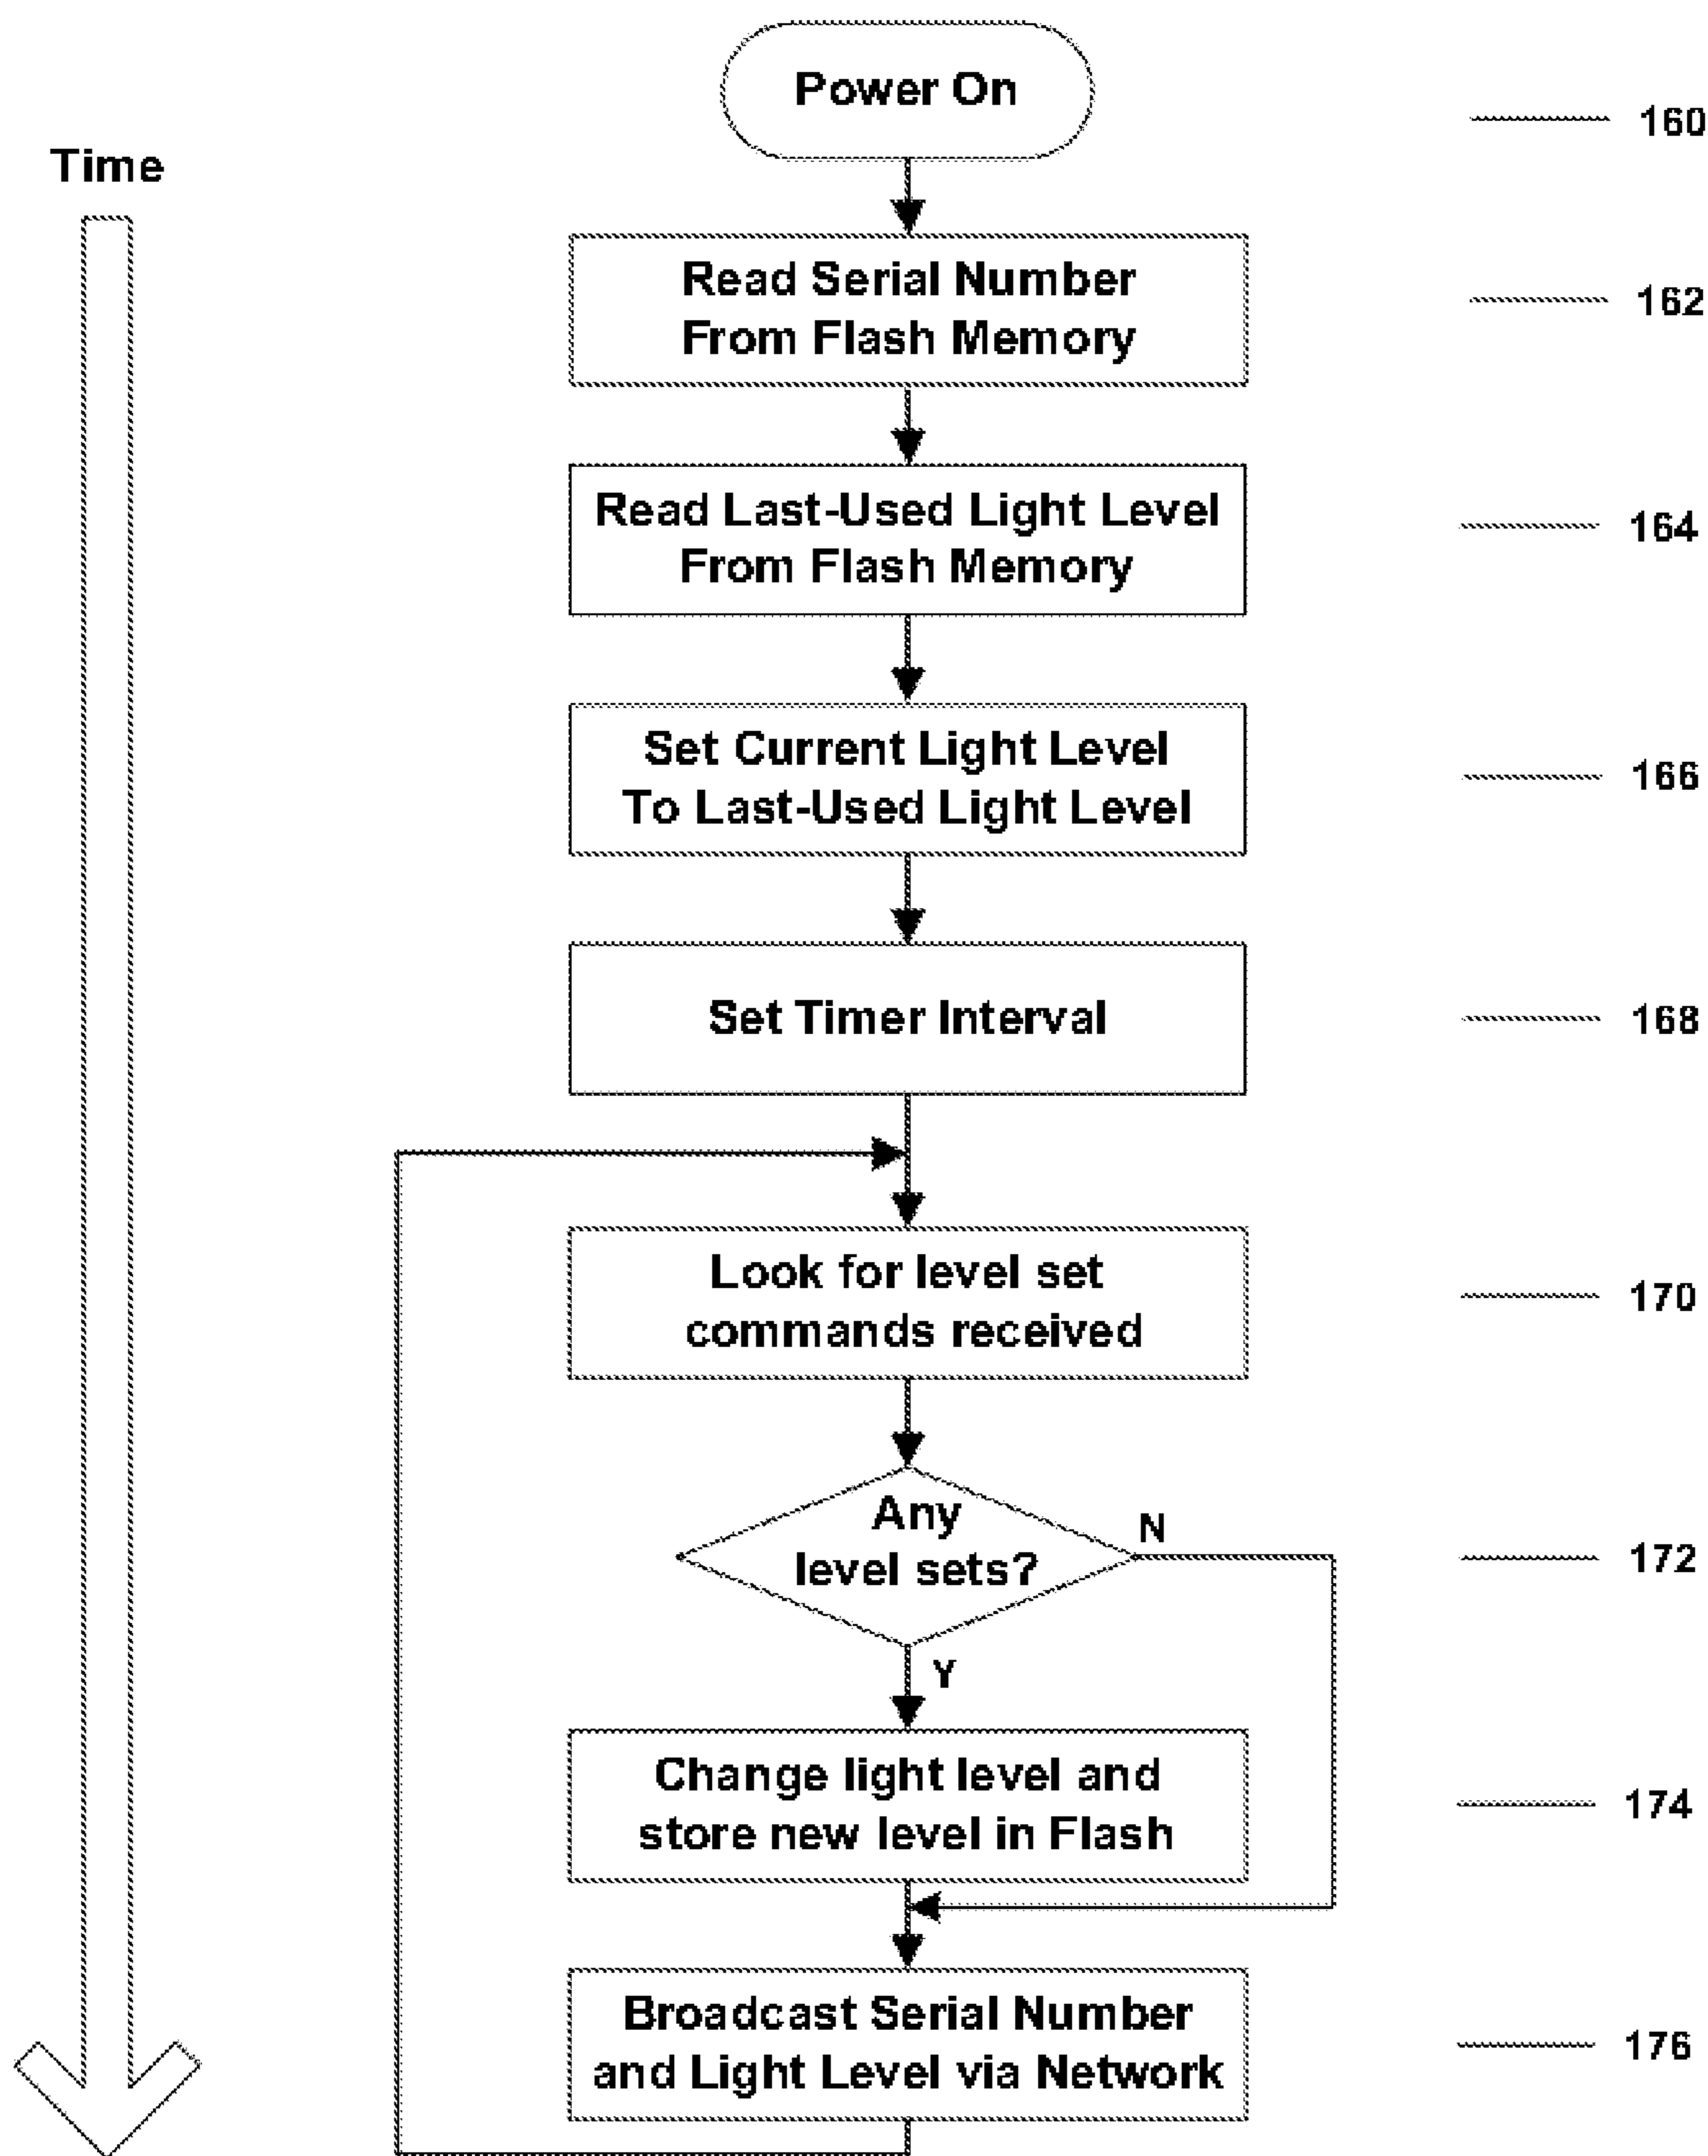 Power On
160
Time
Read Serial Number
From Flash Memory
162
Read Last-Used Light Level
From Flash Memory
164
Set Current Light Level
To Last-Used Light Level
166
Set Timer Interval
168
Look for level set
commands received
170
Any
level sets?
N
172
Y
Change light level and
store new level in Flash
174
Broadcast Serial Number
and Light Level via Network
176